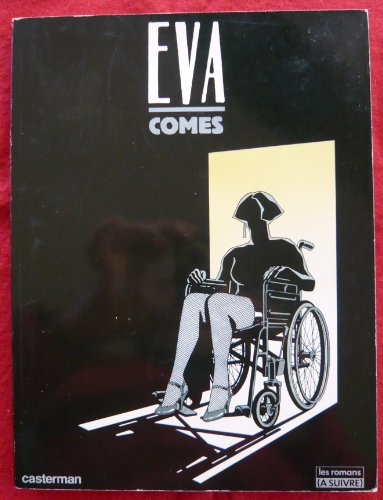 EVA
COMES
les romans
(A SUIVRE)
casterman